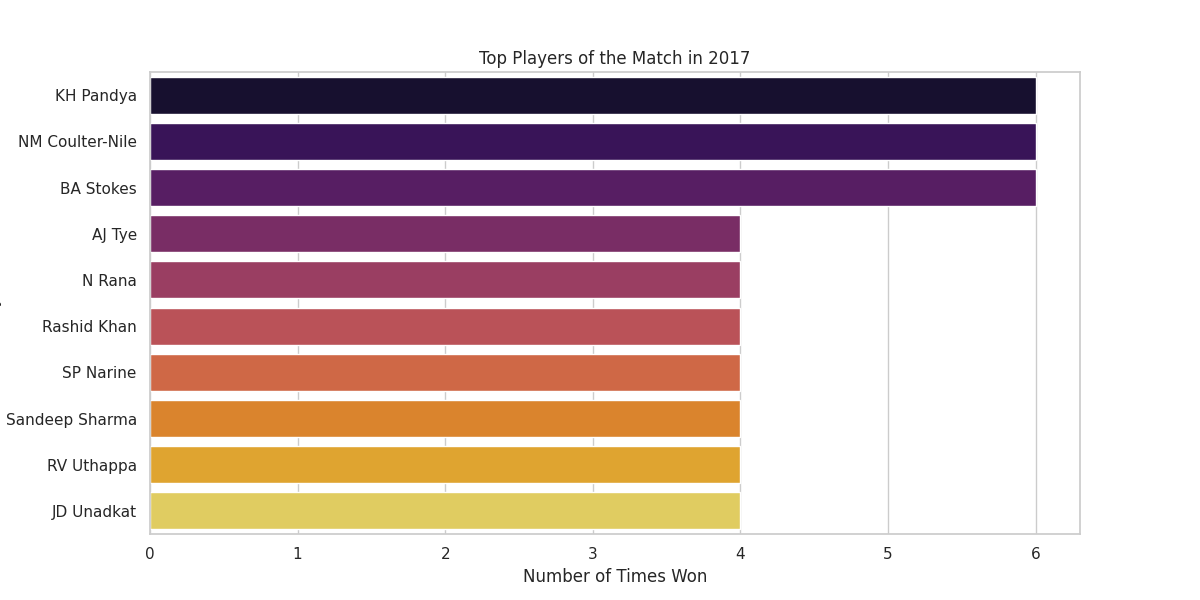 Top Players of the Match in 2017
KH Pandya
NM Coulter-Nile
BA Stokes
AJ Tye
N Rana
Rashid Khan
SP Narine
Sandeep Sharma
RV Uthappa
JD Unadkat
0 1 2 3 4 5 6
Number of Times Won